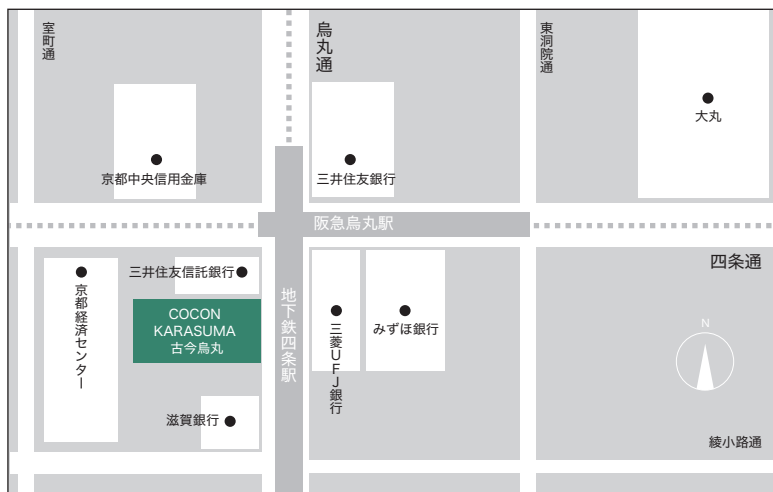 室町通
烏丸通
東洞院通
大丸
京都中央信用金庫
三井住友銀行
阪急烏丸駅
四条通
三井住友信託銀行
京都経済センター
COCON
KARASUMA
古今烏丸
地下鉄四条駅
三菱UFJ銀行
みずほ銀行
N
滋賀銀行
綾小路通